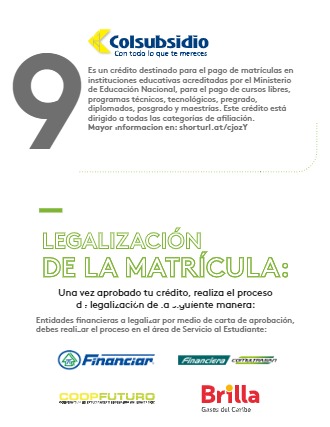 Colsubsidio
Con todo lo que te mereces
9
Es un crédito destinado para el pago de matrículas en
instituciones educativas acreditadas por el Ministerio
de Educación Nacional, para el pago de cursos libres,
programas técnicos, tecnológicos, pregrado,
diplomados, posgrado y maestrías. Este crédito está
dirigido a todas las categorías de afiliación.
Mayor informacion en: shorturl.at/cjozY
LEGALIZACIÓN
DE LA MATRÍCULA:
Una vez aprobado tu crédito, realiza el proceso
de legalización de la siguiente manera:
Entidades financieras a legalizar por medio de carta de aprobación,
debes realizar el proceso en el área de Servicio al Estudiante:
Financiar
Financiera COMULTRASAN
COOPFUTURO
Brilla
Gases del Caribe